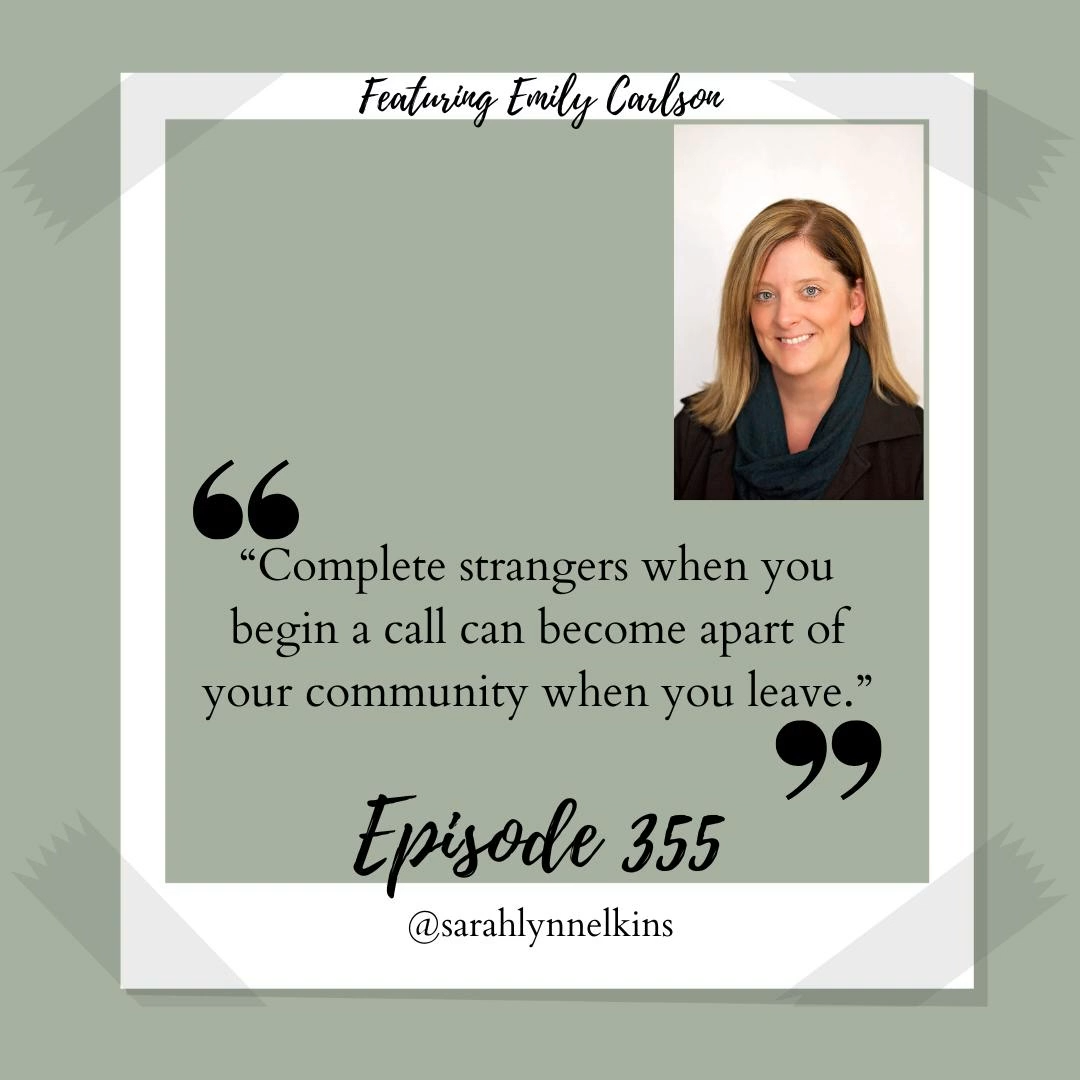 Featuring Emily Carlson
“Complete strangers when you
begin a call can become apart of
your community when you leave.”
Episode 355
@sarahlynnelkins